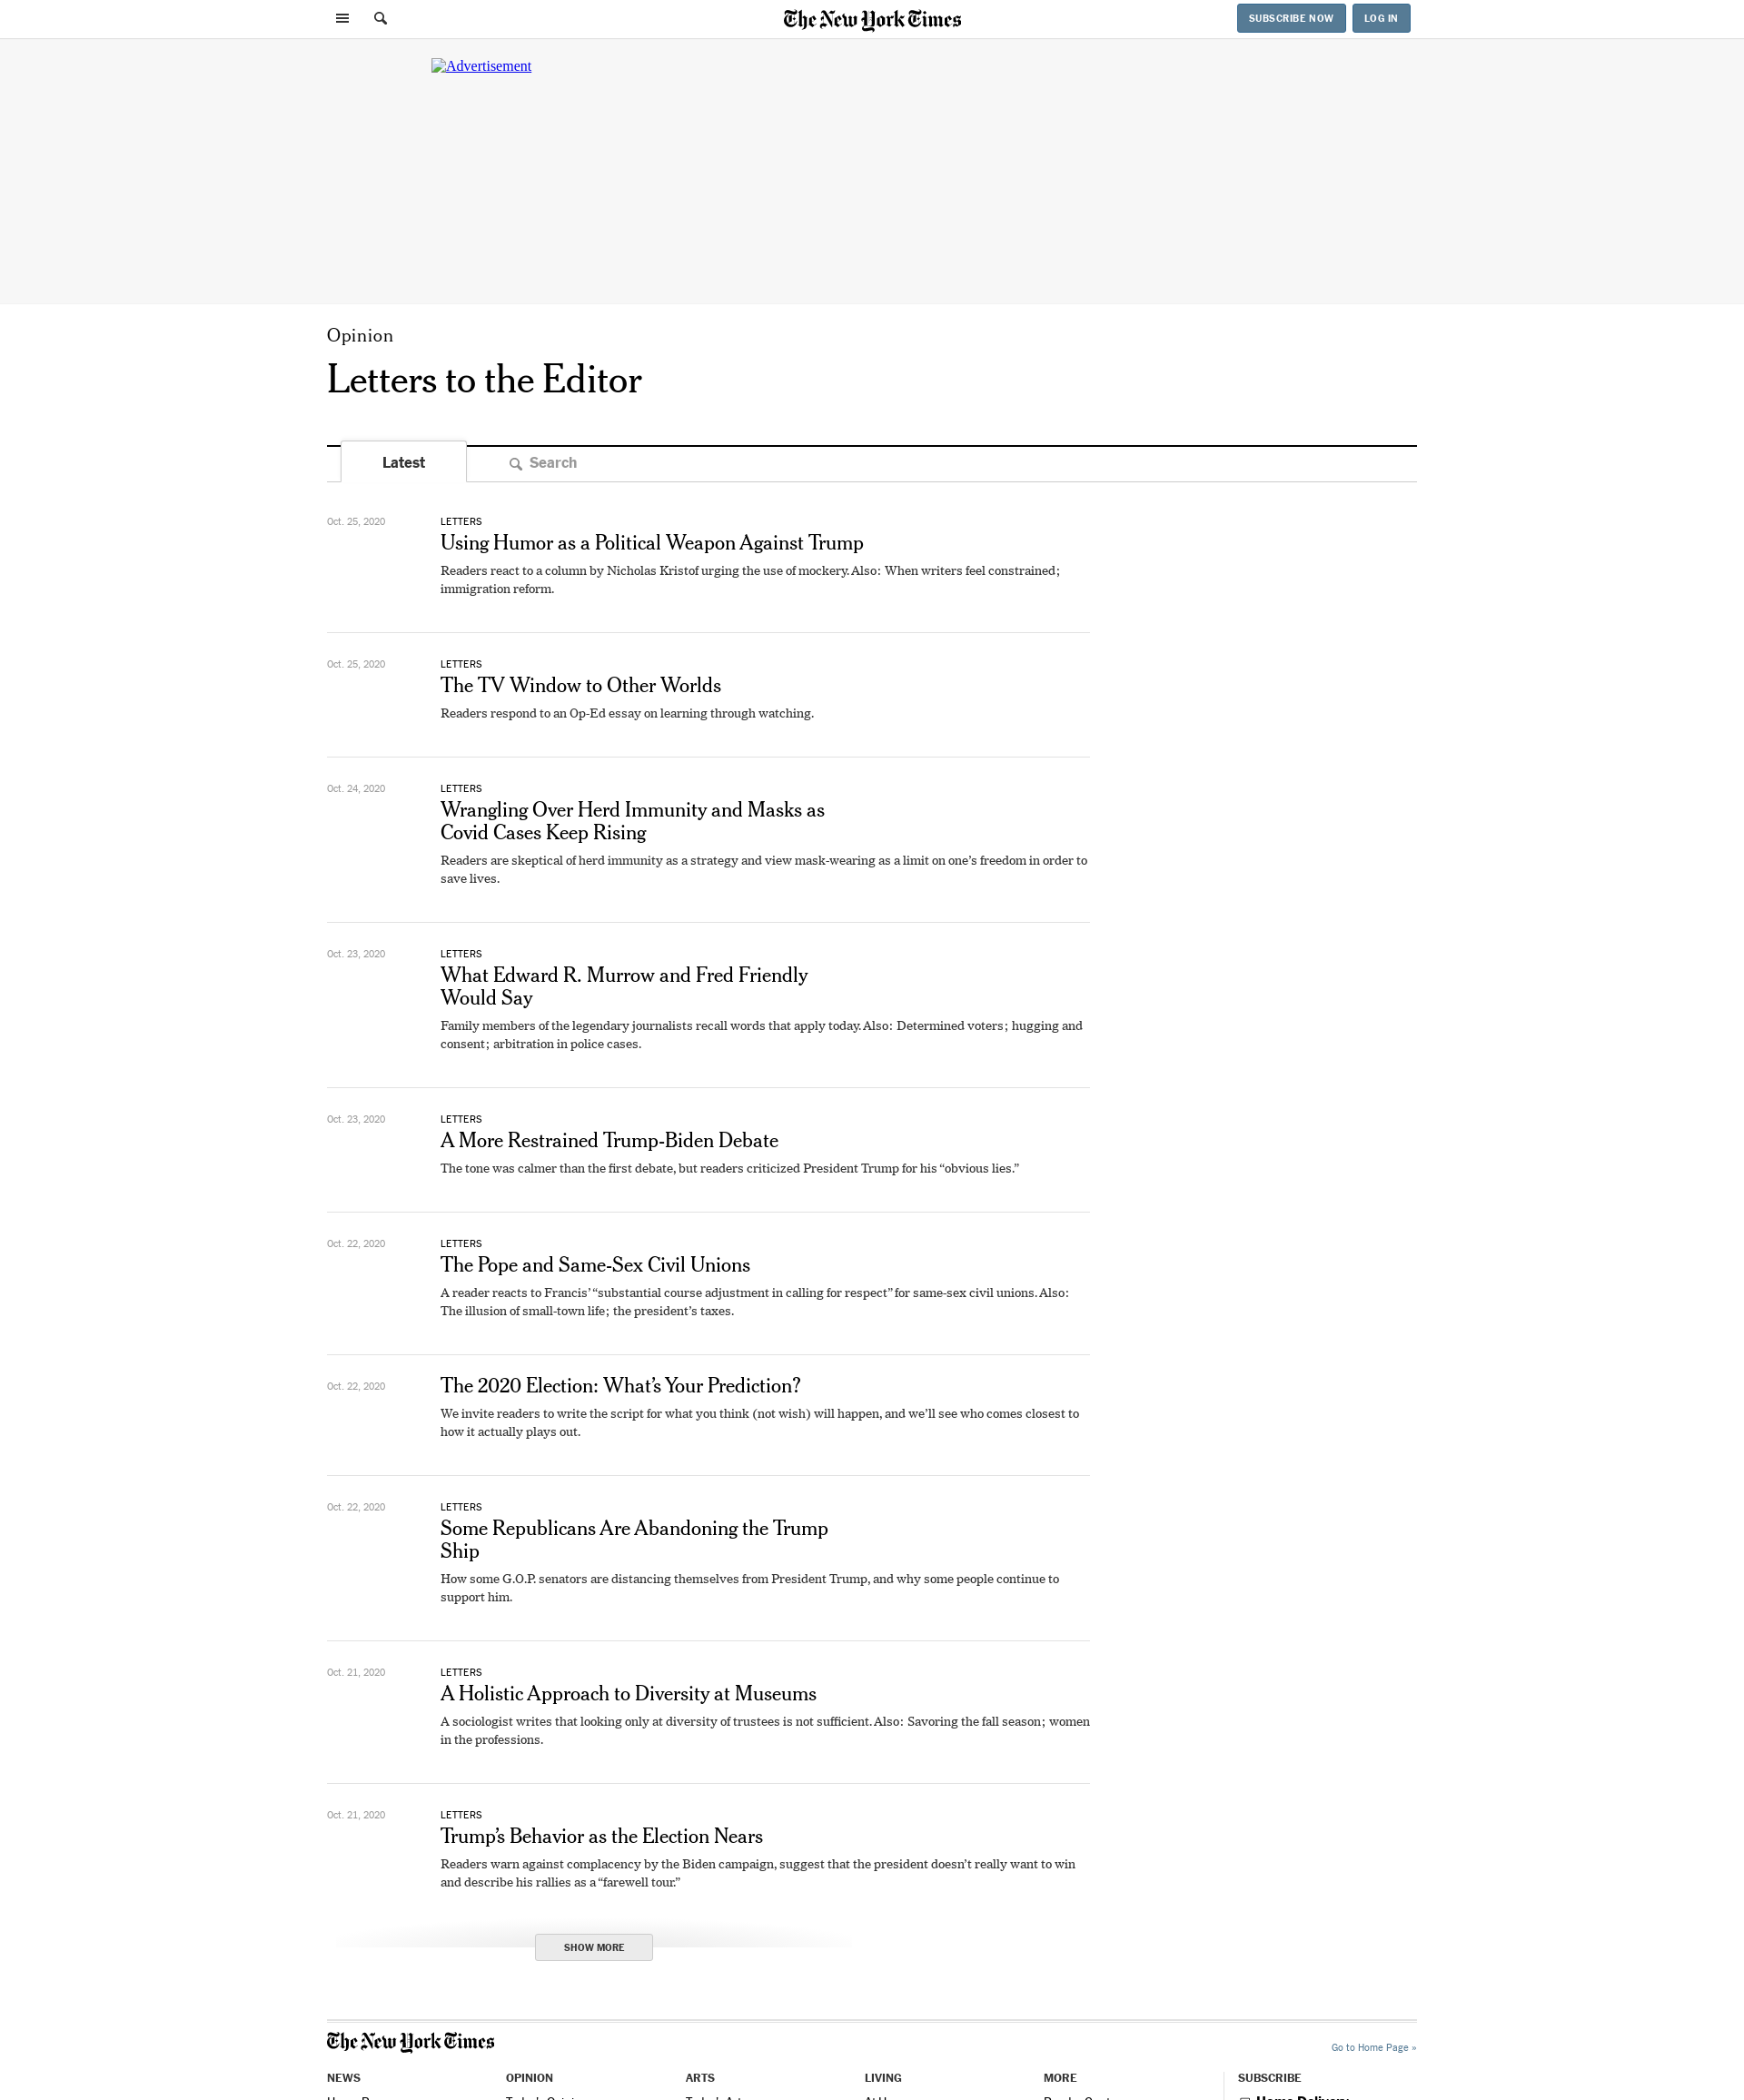 The New York Times
SUBSCRIBE NOW
LOG IN
Advertisement
Opinion
Letters to the Editor
Latest
Search
Oct. 25, 2020
LETTERS
Using Humor as a Political Weapon Against Trump
Readers react to a column by Nicholas Kristof urging the use of mockery. Also: When writers feel constrained;
immigration reform.
Oct. 25, 2020
LETTERS
The TV Window to Other Worlds
Readers respond to an Op-Ed essay on learning through watching.
Oct. 24, 2020
LETTERS
Wrangling Over Herd Immunity and Masks as
Covid Cases Keep Rising
Readers are skeptical of herd immunity as a strategy and view mask-wearing as a limit on one’s freedom in order to
save lives.
Oct. 23, 2020
LETTERS
What Edward R. Murrow and Fred Friendly
Would Say
Family members of the legendary journalists recall words that apply today. Also: Determined voters; hugging and
consent; arbitration in police cases.
Oct. 23, 2020
LETTERS
A More Restrained Trump-Biden Debate
The tone was calmer than the first debate, but readers criticized President Trump for his “obvious lies.”
Oct. 22, 2020
LETTERS
The Pope and Same-Sex Civil Unions
A reader reacts to Francis’ “substantial course adjustment in calling for respect” for same-sex civil unions. Also:
The illusion of small-town life; the president’s taxes.
Oct. 22, 2020
The 2020 Election: What’s Your Prediction?
We invite readers to write the script for what you think (not wish) will happen, and we’ll see who comes closest to
how it actually plays out.
Oct. 22, 2020
LETTERS
Some Republicans Are Abandoning the Trump
Ship
How some G.O.P. senators are distancing themselves from President Trump, and why some people continue to
support him.
Oct. 21, 2020
LETTERS
A Holistic Approach to Diversity at Museums
A sociologist writes that looking only at diversity of trustees is not sufficient. Also: Savoring the fall season; women
in the professions.
Oct. 21, 2020
LETTERS
Trump’s Behavior as the Election Nears
Readers warn against complacency by the Biden campaign, suggest that the president doesn’t really want to win
and describe his rallies as a “farewell tour.”
SHOW MORE
The New York Times
Go to Home Page »
NEWS
OPINION
ARTS
LIVING
MORE
SUBSCRIBE
Home Delivery